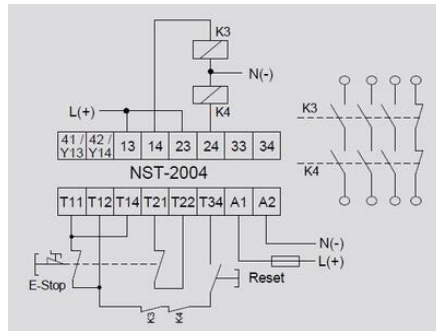 K3
N(-)
L(+)
K4
41 / Y13
42 / Y14
13
14
23
24
33
34
NST-2004
T11
T12
T14
T21
T22
T34
A1
A2
N(-)
L(+)
E-Stop
Reset
K3
K4
K3
K4